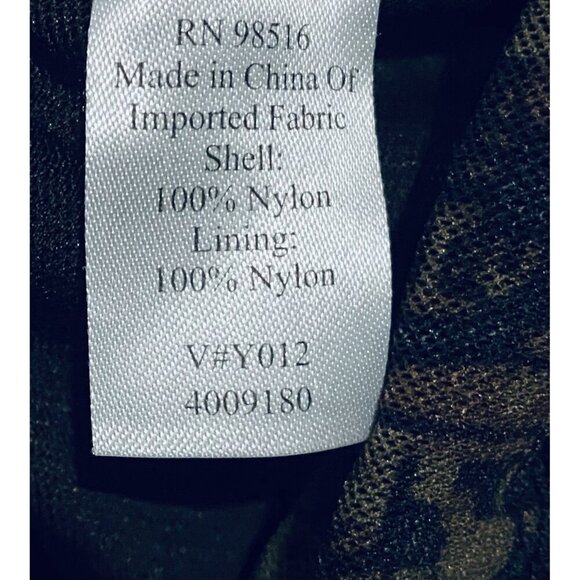 RN 98516
Made in China Of
Imported Fabric
Shell:
100% Nylon
Lining:
100% Nylon
V#Y012
4009180